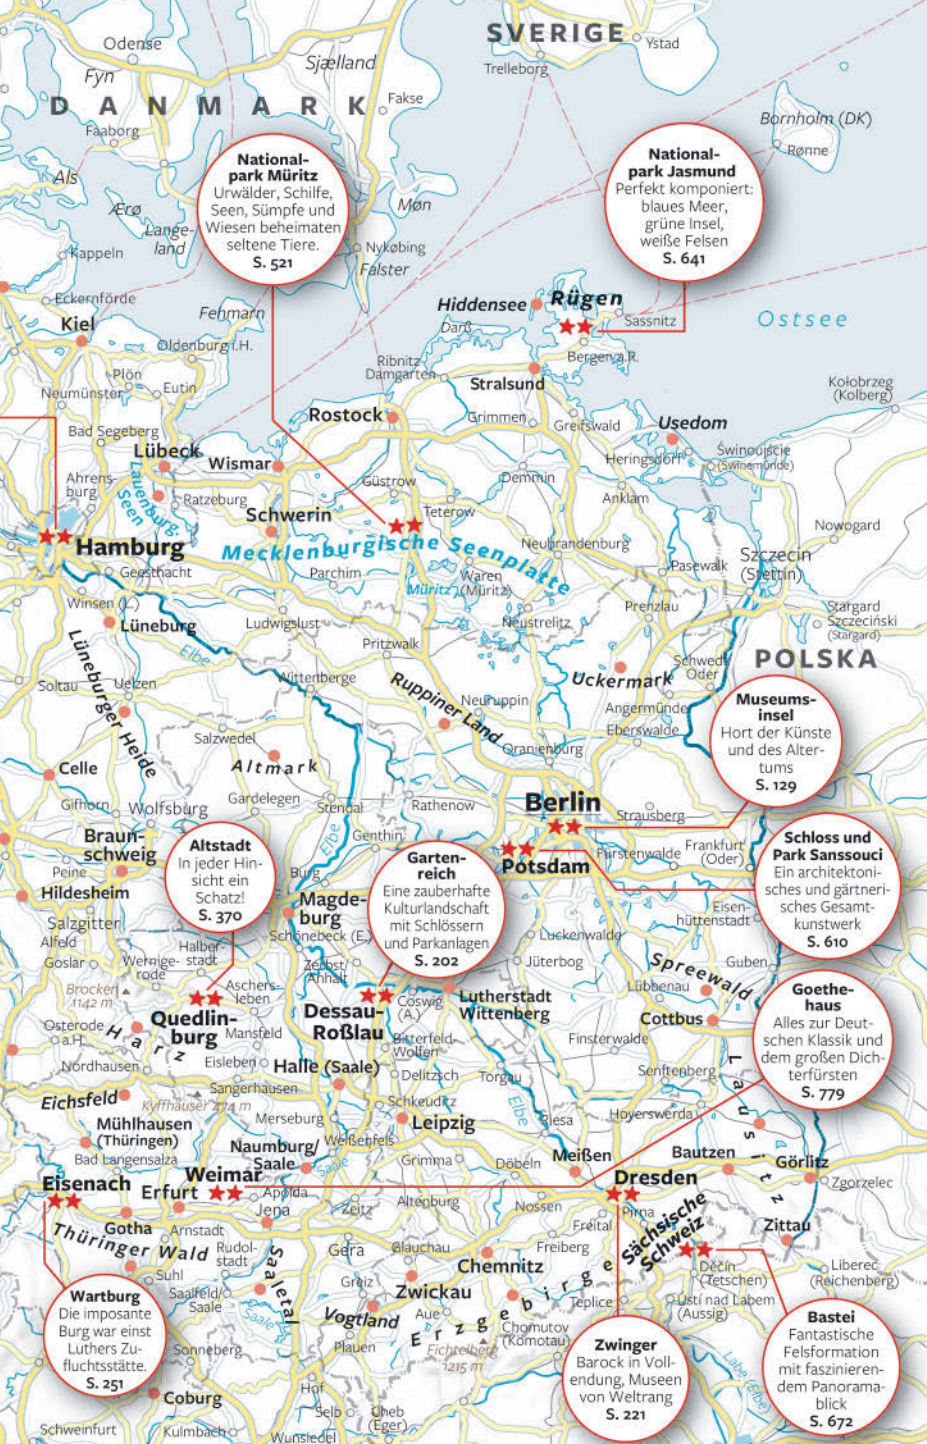 SVERIGE
Ystad
Trelleborg
Odense
Sjælland
Fyn
DANMARK
Fakse
Faaborg
Bornholm (DK)
Rønne
National-
park Müritz
Urwälder, Schilfe,
Seen, Sümpfe und
Wiesen beheimaten
seltene Tiere.
S. 521
National-
park Jasmund
Perfekt komponiert:
blaues Meer,
grüne Insel,
weiße Felsen
S. 641
Als
Ærø
Lange-
land
Møn
Kappeln
Nykøbing
Falster
Eckernförde
Kiel
Fehmarn
Hiddensee
Rügen
Darß
Sassnitz
Ostsee
Oldenburg i.H.
Ribnitz
Damgarten
Bergen a.R.
Stralsund
Plön
Eutin
Neumünster
Kołobrzeg
(Kolberg)
Rostock
Grimmen
Greifswald
Usedom
Bad Segeberg
Lübeck
Wismar
Heringsdorf
Świnoujście
(Swinemünde)
Ahrens-
burg
Lauenburg.
Seen
Ratzeburg
Güstrow
Demmin
Anklam
Schwerin
Teterow
Nowogard
Hamburg
Mecklenburgische Seenplatte
Neubrandenburg
Szczecin
(Stettin)
Geesthacht
Parchim
Müritz
Waren
(Müritz)
Pasewalk
Winsen (L.)
Lüneburg
Ludwigslust
Neustrelitz
Prenzlau
Stargard
Szczeciński
(Stargard)
Elbe
Pritzwalk
POLSKA
Lüneburger Heide
Soltau
Uelzen
Wittenberge
Ruppiner Land
Neuruppin
Uckermark
Schwedt
Oder
Angermünde
Salzwedel
Oranienburg
Eberswalde
Museums-
insel
Hort der Künste
und des Alter-
tums
S. 129
Celle
Altmark
Gifhorn
Wolfsburg
Gardelegen
Stendal
Rathenow
Berlin
Strausberg
Elbe
Genthin
Potsdam
Fürstenwalde
Frankfurt
(Oder)
Braun-
schweig
Peine
Hildesheim
Altstadt
In jeder Hin-
sicht ein
Schatz!
S. 370
Garten-
reich
Eine zauberhafte
Kulturlandschaft
mit Schlössern
und Parkanlagen
S. 202
Schloss und
Park Sanssouci
Ein architektoni-
sches und gärtneri-
sches Gesamt-
kunstwerk
S. 610
Burg
Magde-
burg
Salzgitter
Alfeld
Eisen-
hüttenstadt
Schönebeck (E.)
Luckenwalde
Goslar
Wernige-
rode
Halber-
stadt
Zerbst/
Anhalt
Jüterbog
Spreewald
Guben
Lübbenau
Brocken
1142 m
Aschers-
leben
Quedlin-
burg
Dessau-
Roßlau
Coswig
(A.)
Lutherstadt
Wittenberg
Cottbus
Goethe-
haus
Alles zur Deut-
schen Klassik und
dem großen Dich-
terfürsten
S. 779
Osterode
a.H.
Harz
Mansfeld
Bitterfeld-
Wolfen
Finsterwalde
Nordhausen
Eisleben
Halle (Saale)
Delitzsch
Torgau
Senftenberg
Lausitz
Sangerhausen
Eichsfeld
Kyffhäuser 474 m
Merseburg
Schkeuditz
Elbe
Riesa
Hoyerswerda
Mühlhausen
(Thüringen)
Leipzig
Bad Langensalza
Naumburg/
Saale
Weißenfels
Saale
Grimma
Döbeln
Meißen
Bautzen
Görlitz
Eisenach
Weimar
Erfurt
Apolda
Dresden
Zgorzelec
Jena
Zeitz
Altenburg
Nossen
Pirna
Gotha
Arnstadt
Freital
Sächsische
Schweiz
Zittau
Thüringer Wald
Rudol-
stadt
Saaletal
Gera
Glauchau
Chemnitz
Freiberg
Děčín
(Tetschen)
Liberec
(Reichenberg)
Suhl
Saalfeld/
Saale
Greiz
Zwickau
Erzgebirge
Teplice
Ústí nad Labem
(Aussig)
Wartburg
Die imposante
Burg war einst
Luthers Zu-
fluchtsstätte.
S. 251
Saale
Vogtland
Aue
Chomutov
(Komotau)
Sonneberg
Plauen
Fichtelberg
1215 m
Zwinger
Barock in Voll-
endung, Museen
von Weltrang
S. 221
Bastei
Fantastische
Felsformation
mit faszinieren-
dem Panorama-
blick
S. 672
Labe (Elbe)
Coburg
Hof
Selb
Cheb
(Eger)
Schweinfurt
Kulmbach
Wunsiedel